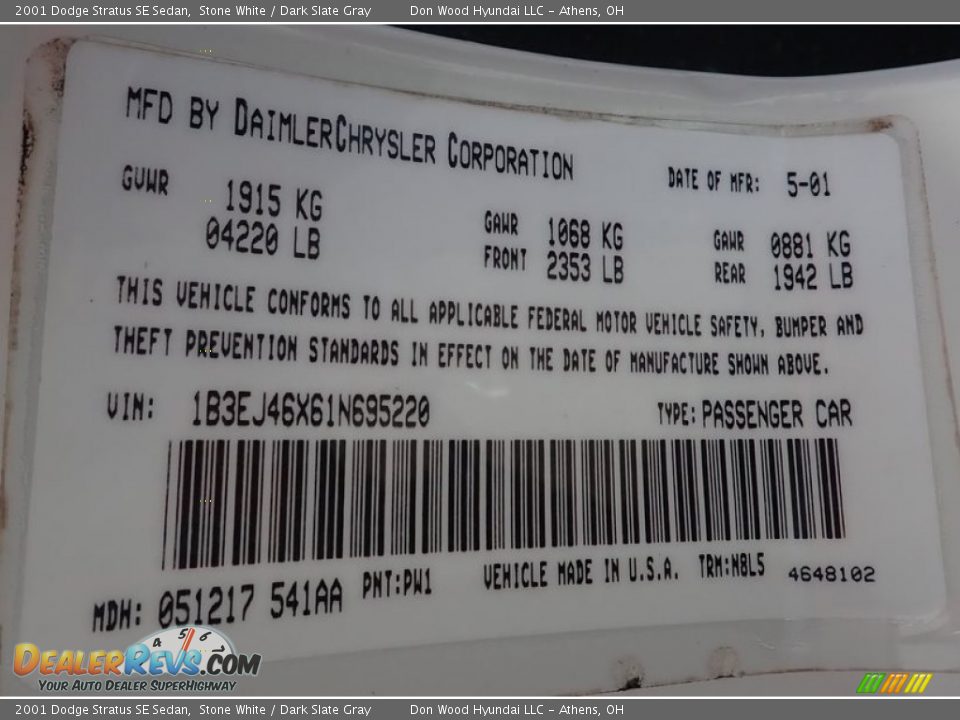 2001 Dodge Stratus SE Sedan, Stone White / Dark Slate Gray Don Wood Hyundai LLC - Athens, OH
MFD BY DAIMLERCHRYSLER CORPORATION
DATE OF MFR: 5-01
GVWR 1915 KG
04220 LB
GAWR 1068 KG
FRONT 2353 LB
GAWR 0881 KG
REAR 1942 LB
THIS VEHICLE CONFORMS TO ALL APPLICABLE FEDERAL MOTOR VEHICLE SAFETY, BUMPER AND
THEFT PREVENTION STANDARDS IN EFFECT ON THE DATE OF MANUFACTURE SHOWN ABOVE.
VIN: 1B3EJ46X61N695220 TYPE: PASSENGER CAR
MDH: 051217 541AA PNT:PW1 VEHICLE MADE IN U.S.A. TRM:N8L5 4648102
4 5 6
DEALERREVS.COM
YOUR AUTO DEALER SUPERHIGHWAY
2001 Dodge Stratus SE Sedan, Stone White / Dark Slate Gray Don Wood Hyundai LLC - Athens, OH